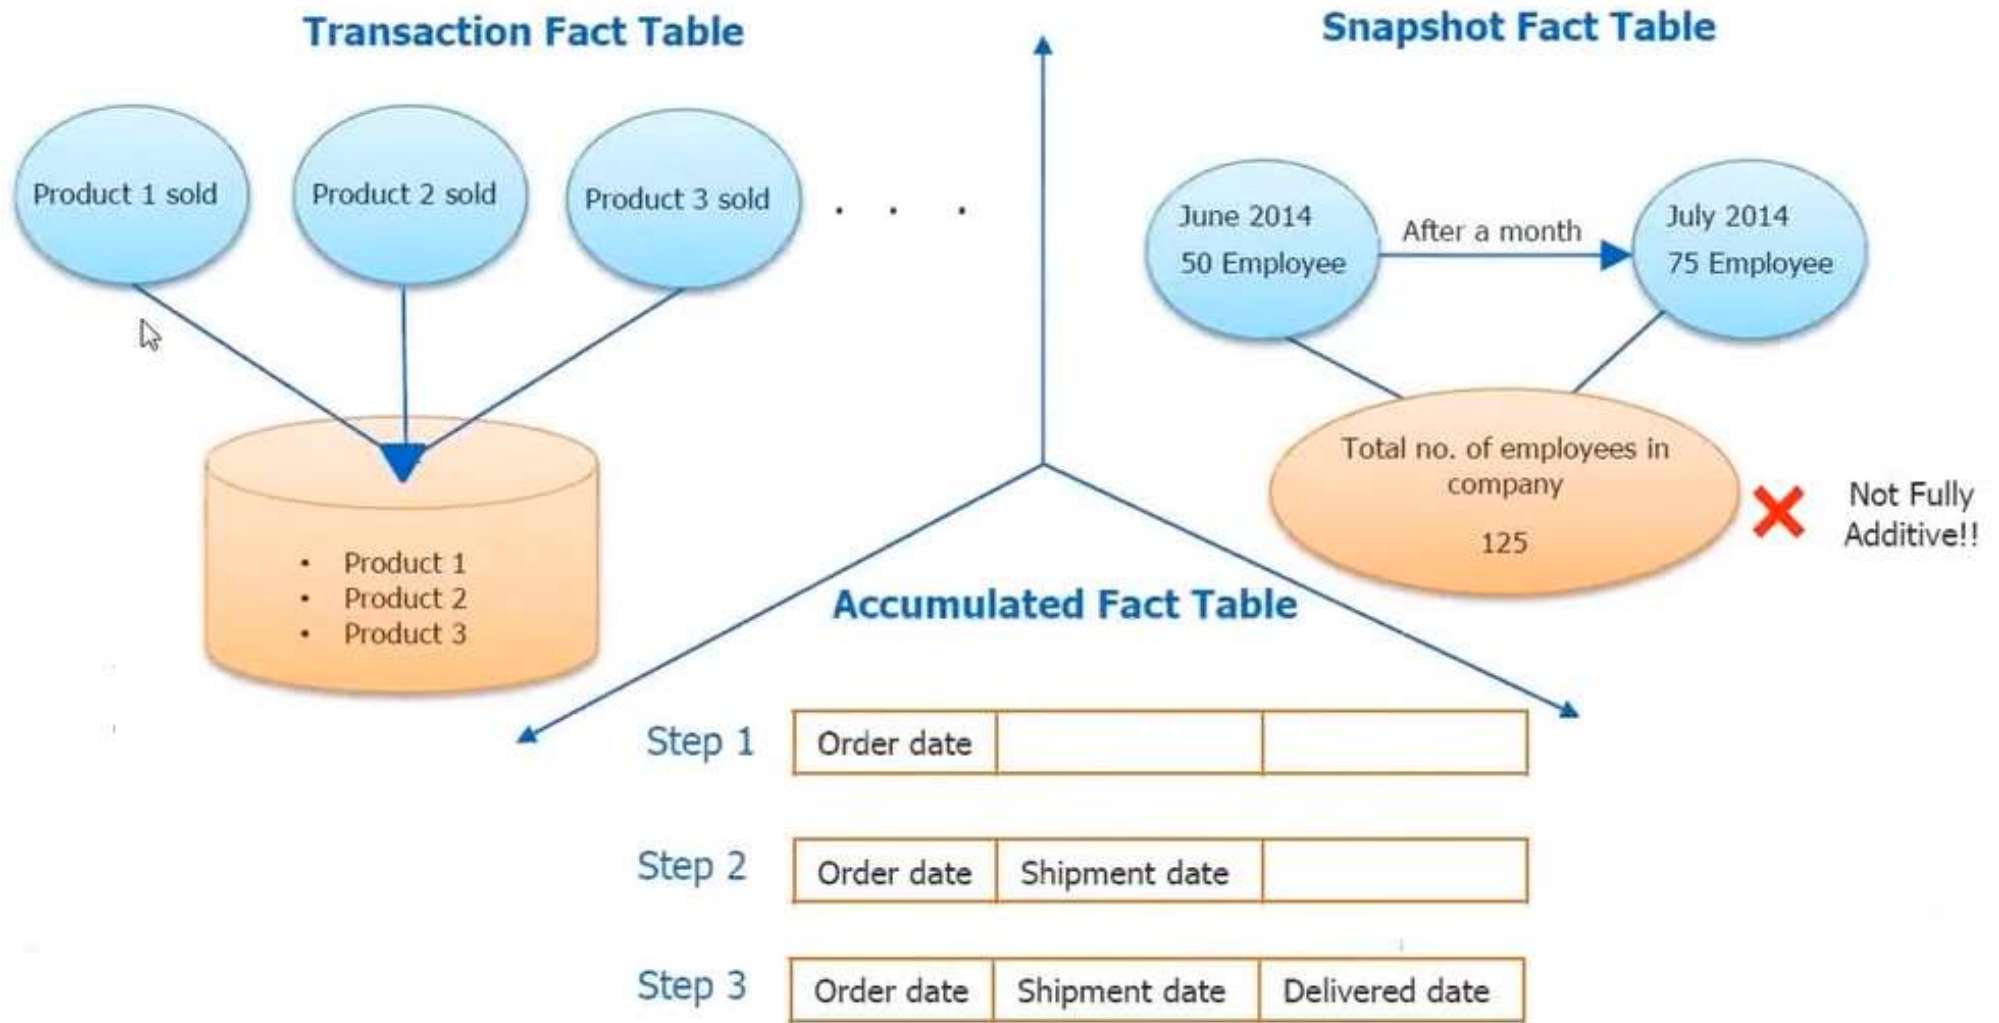 Transaction Fact Table
Product 1 sold
Product 2 sold
Product 3 sold
. . .
• Product 1
• Product 2
• Product 3
Snapshot Fact Table
June 2014
50 Employee
After a month
July 2014
75 Employee
Total no. of employees in
company
125
Not Fully
Additive!!
Accumulated Fact Table
Step 1
Order date
Step 2
Order date
Shipment date
Step 3
Order date
Shipment date
Delivered date